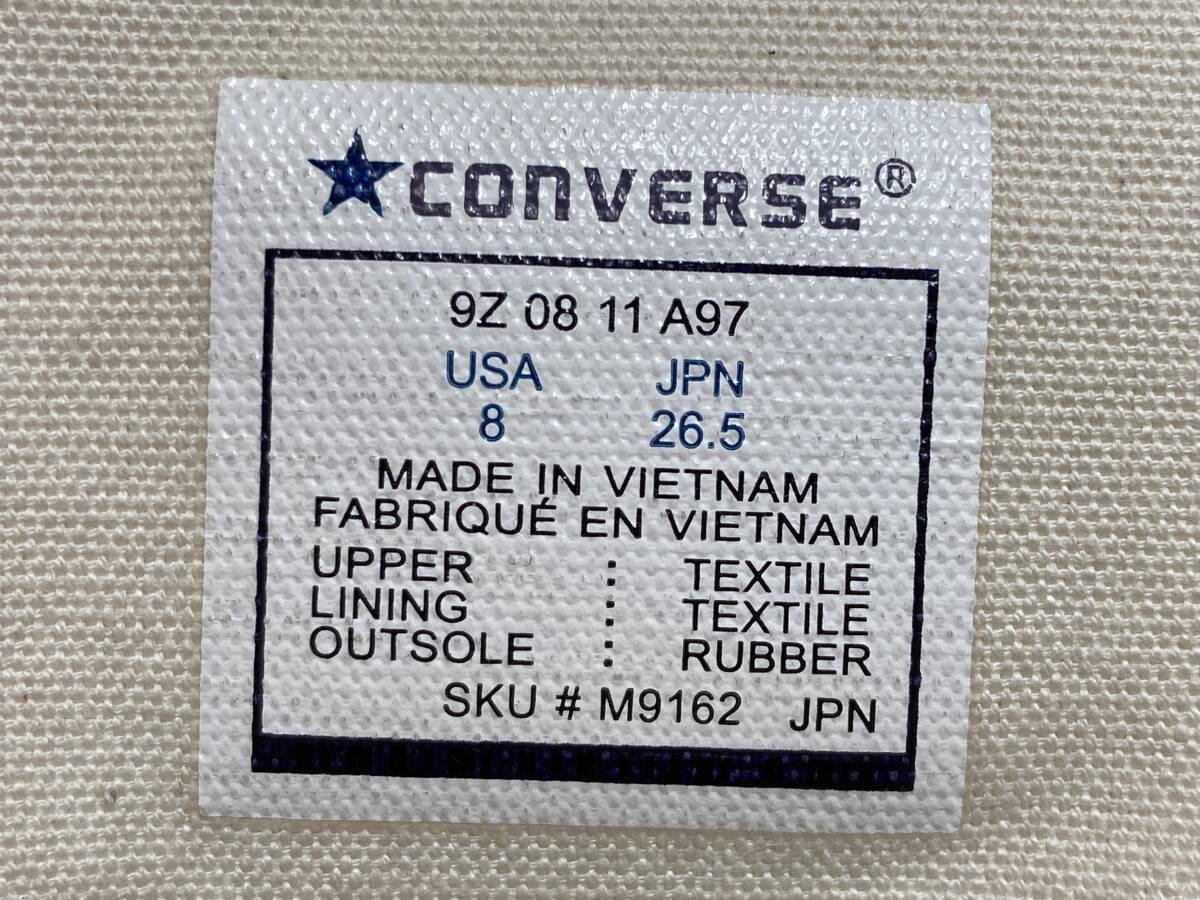 CONVERSE®
9Z 08 11 A97
USA JPN
8 26.5
MADE IN VIETNAM
FABRIQUÉ EN VIETNAM
UPPER : TEXTILE
LINING : TEXTILE
OUTSOLE : RUBBER
SKU # M9162 JPN